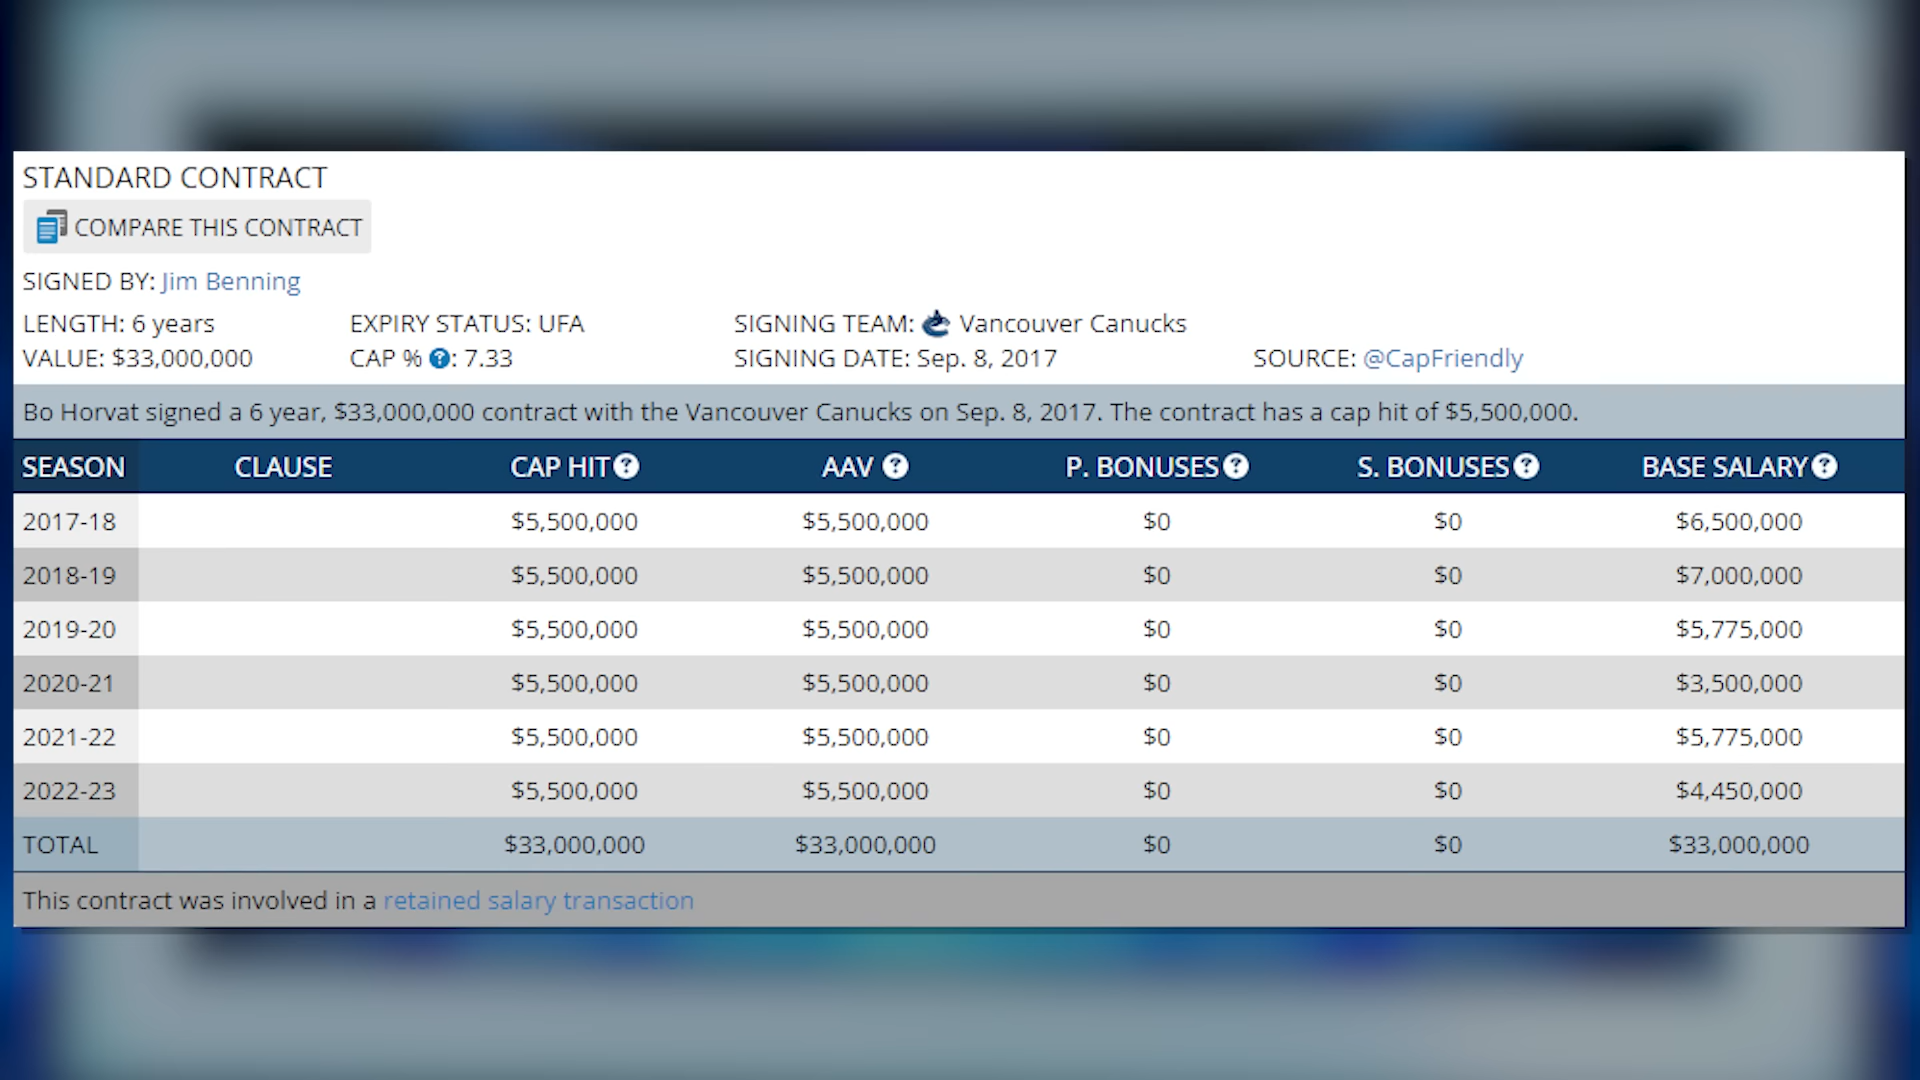 STANDARD CONTRACT
COMPARE THIS CONTRACT
SIGNED BY: Jim Benning
LENGTH: 6 years EXPIRY STATUS: UFA SIGNING TEAM: Vancouver Canucks
VALUE: $33,000,000 CAP % ?: 7.33 SIGNING DATE: Sep. 8, 2017 SOURCE: @CapFriendly
Bo Horvat signed a 6 year, $33,000,000 contract with the Vancouver Canucks on Sep. 8, 2017. The contract has a cap hit of $5,500,000.
SEASON CLAUSE CAP HIT ? AAV ? P. BONUSES ? S. BONUSES ? BASE SALARY ?
2017-18 $5,500,000 $5,500,000 $0 $0 $6,500,000
2018-19 $5,500,000 $5,500,000 $0 $0 $7,000,000
2019-20 $5,500,000 $5,500,000 $0 $0 $5,775,000
2020-21 $5,500,000 $5,500,000 $0 $0 $3,500,000
2021-22 $5,500,000 $5,500,000 $0 $0 $5,775,000
2022-23 $5,500,000 $5,500,000 $0 $0 $4,450,000
TOTAL $33,000,000 $33,000,000 $0 $0 $33,000,000
This contract was involved in a retained salary transaction